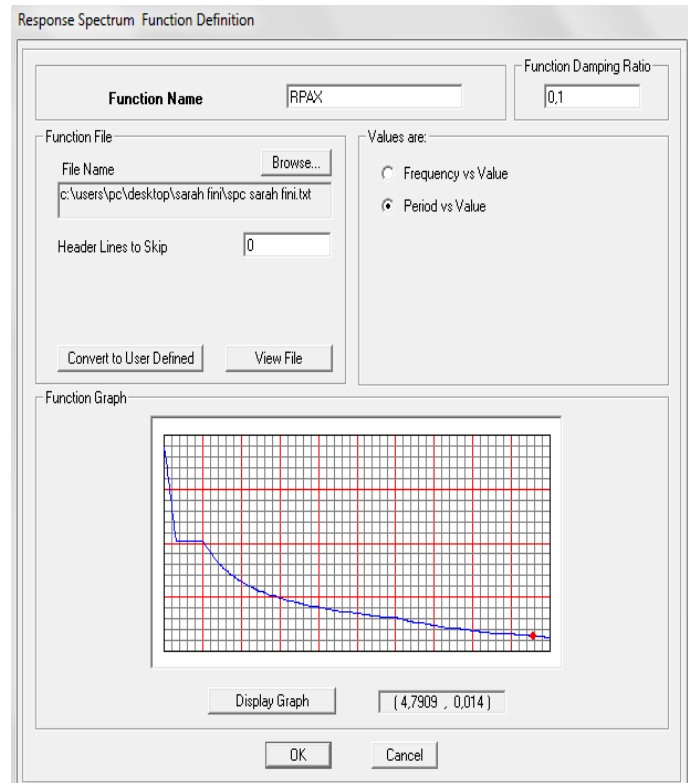 Response Spectrum Function Definition
Function Damping Ratio
Function Name
RPAX
0,1
Function File
Values are:
File Name
Browse...
Frequency vs Value
c:\users\pc\desktop\sarah fini\spc sarah fini.txt
Period vs Value
Header Lines to Skip
0
Convert to User Defined
View File
Function Graph
Display Graph
( 4,7909 , 0,014 )
OK
Cancel